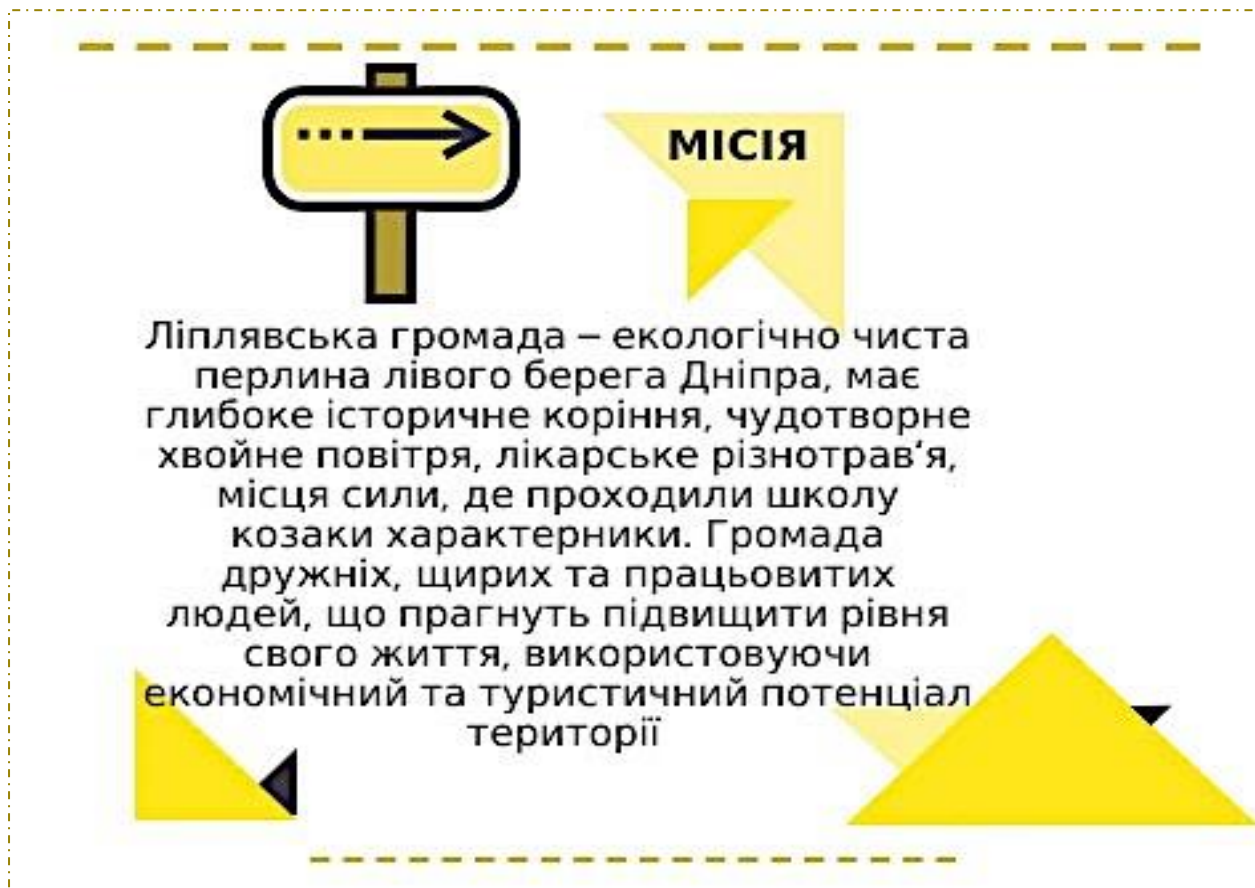 МІСІЯ
Ліплявська громада – екологічно чиста
перлина лівого берега Дніпра, має
глибоке історичне коріння, чудотворне
хвойне повітря, лікарське різнотрав‘я,
місця сили, де проходили школу
козаки характерники. Громада
дружніх, щирих та працьовитих
людей, що прагнуть підвищити рівня
свого життя, використовуючи
економічний та туристичний потенціал
території